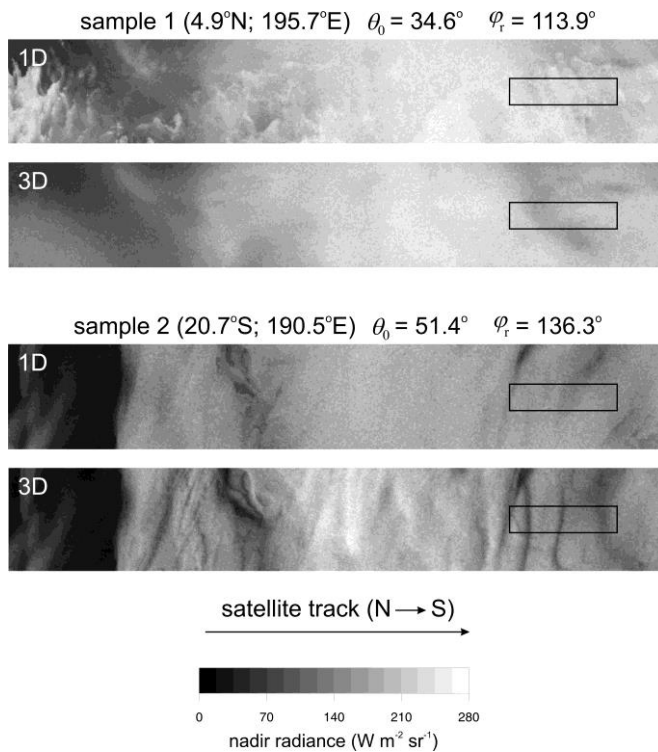 sample 1 (4.9°N; 195.7°E) θ₀ = 34.6° φᵣ = 113.9°
1D
3D
sample 2 (20.7°S; 190.5°E) θ₀ = 51.4° φᵣ = 136.3°
1D
3D
satellite track (N → S)
0 70 140 210 280
nadir radiance (W m⁻² sr⁻¹)